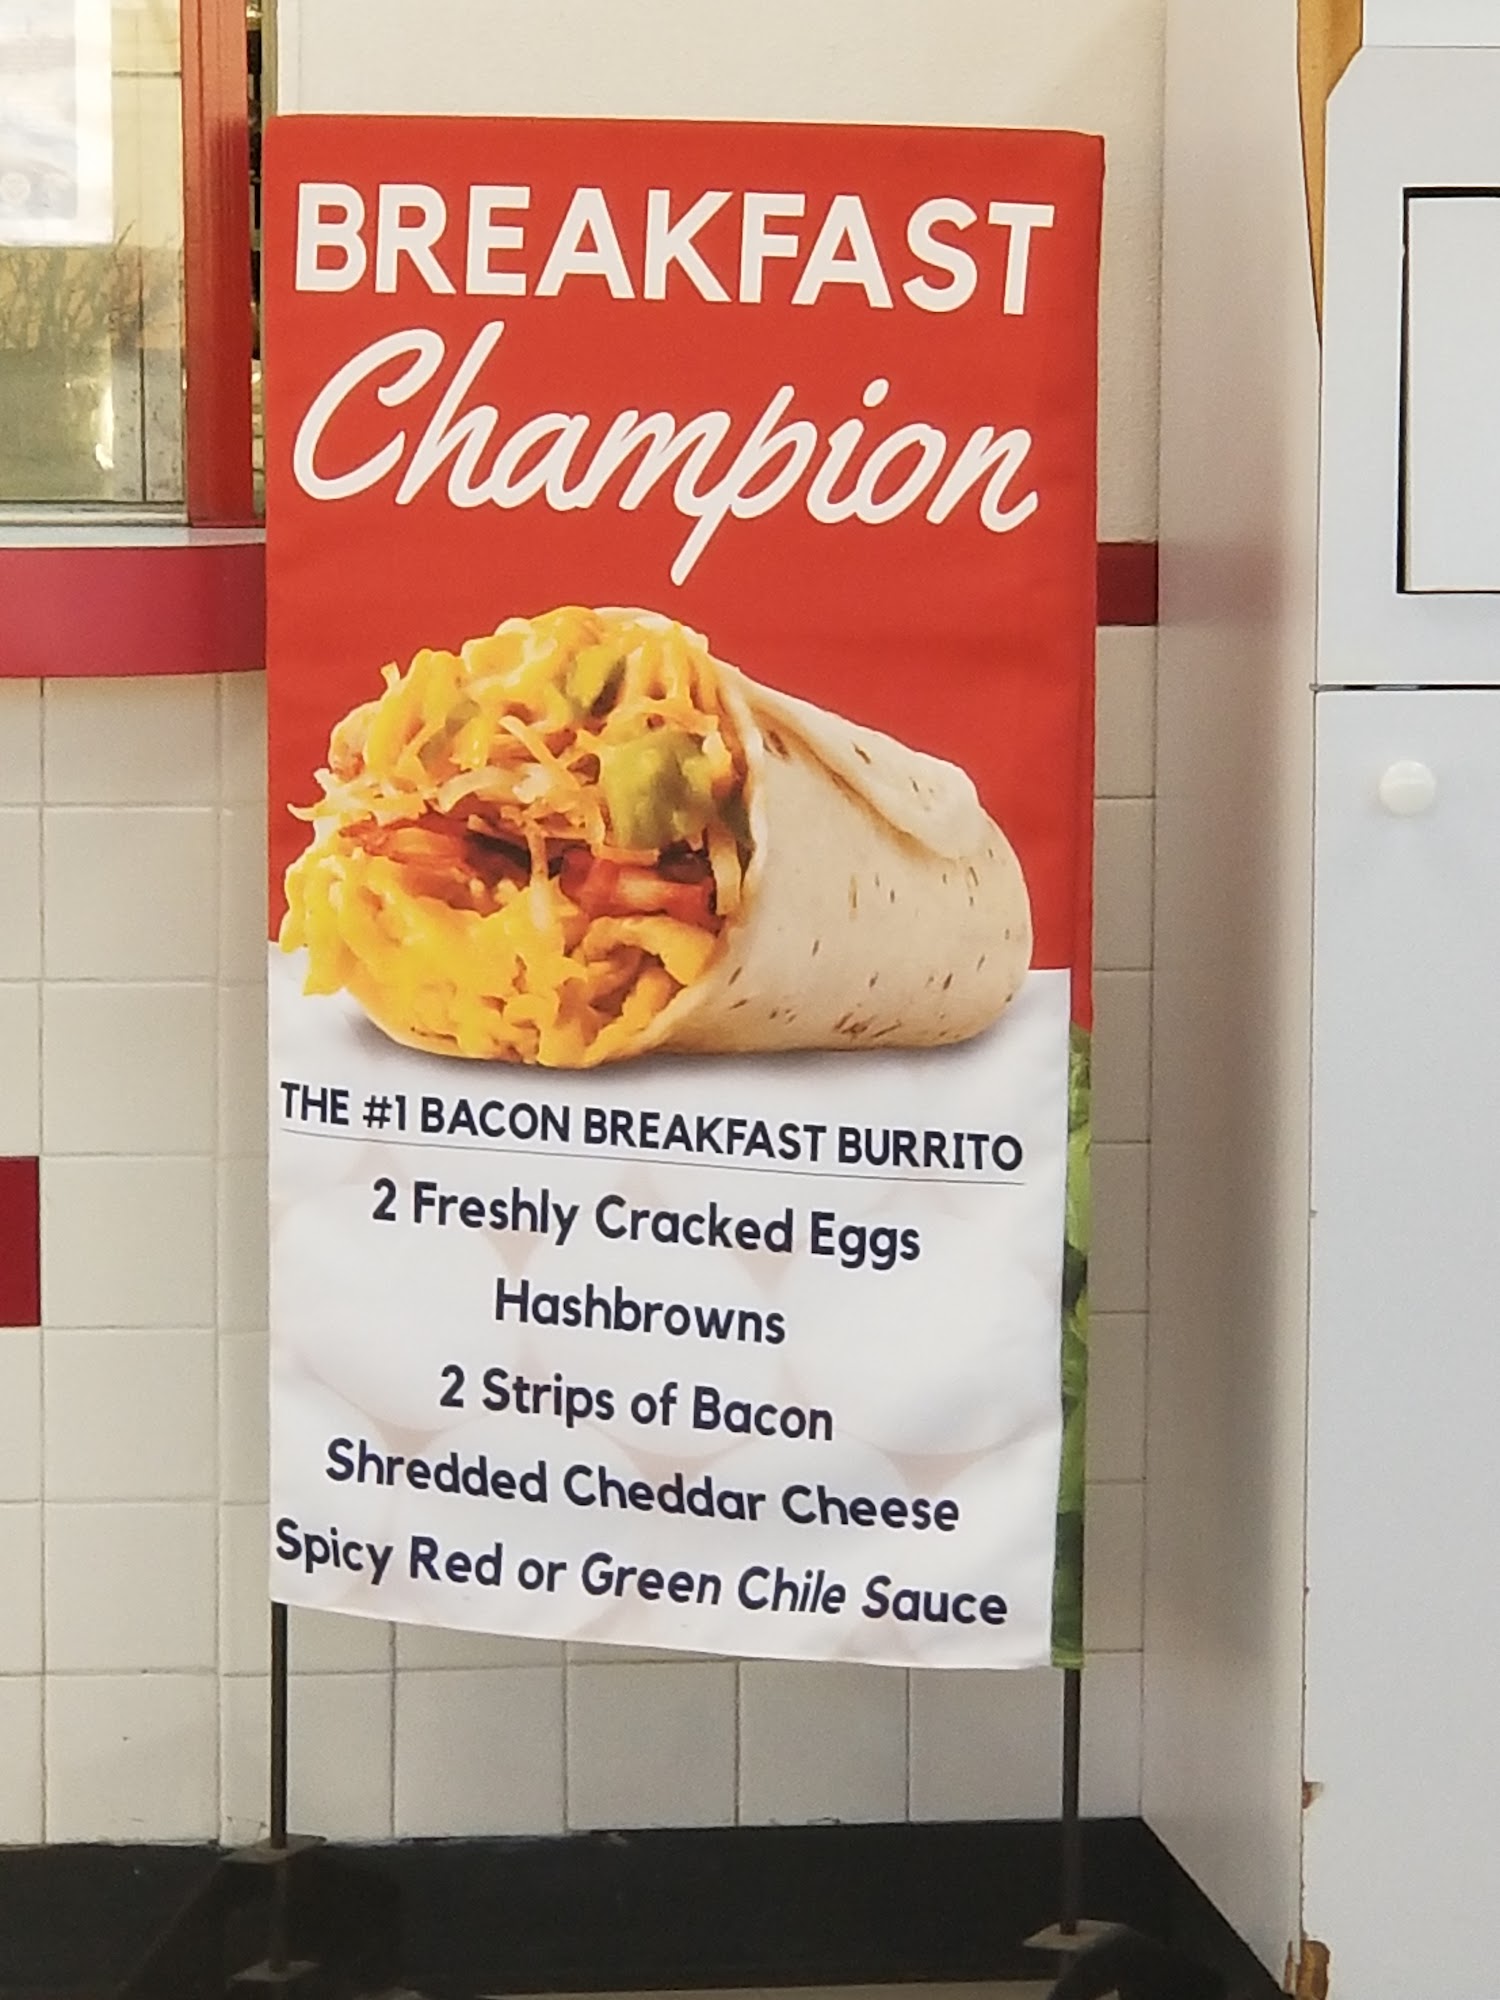 BREAKFAST
Champion
THE #1 BACON BREAKFAST BURRITO
2 Freshly Cracked Eggs
Hashbrowns
2 Strips of Bacon
Shredded Cheddar Cheese
Spicy Red or Green Chile Sauce